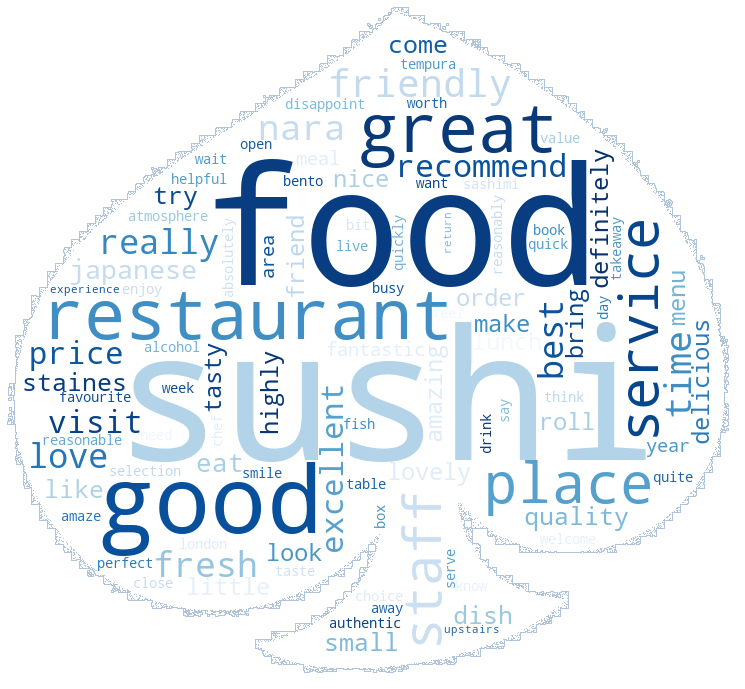 come
tempura
friendly
disappoint
worth
nara
great
open
value
wait
meal
recommend
helpful
bento
nice
want
sashimi
try
food
definitely
atmosphere
absolutely
friend
bit
return
reasonably
book
quick
takeaway
really
area
live
quickly
service
japanese
busy
experience
enjoy
order
day
menu
restaurant
make
best
bring
time
price
alcohol
fantastic
feel
lunch
sushi
staines
week
tasty
highly
amazing
delicious
favourite
think
visit
fish
say
roll
reasonable
need
chef
excellent
drink
year
love
eat
lovely
selection
smile
quite
like
good
table
place
amaze
box
quality
london
look
staff
welcome
perfect
fresh
taste
serve
close
little
know
choice
away
dish
authentic
upstairs
small